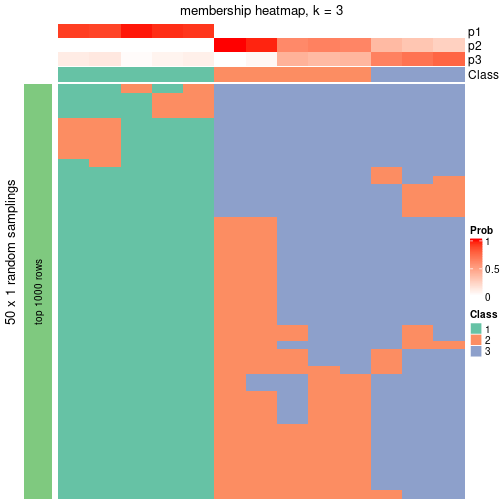 membership heatmap, k = 3
p1
p2
p3
Class
50 x 1 random samplings
top 1000 rows
Prob
1
0.5
0
Class
1
2
3